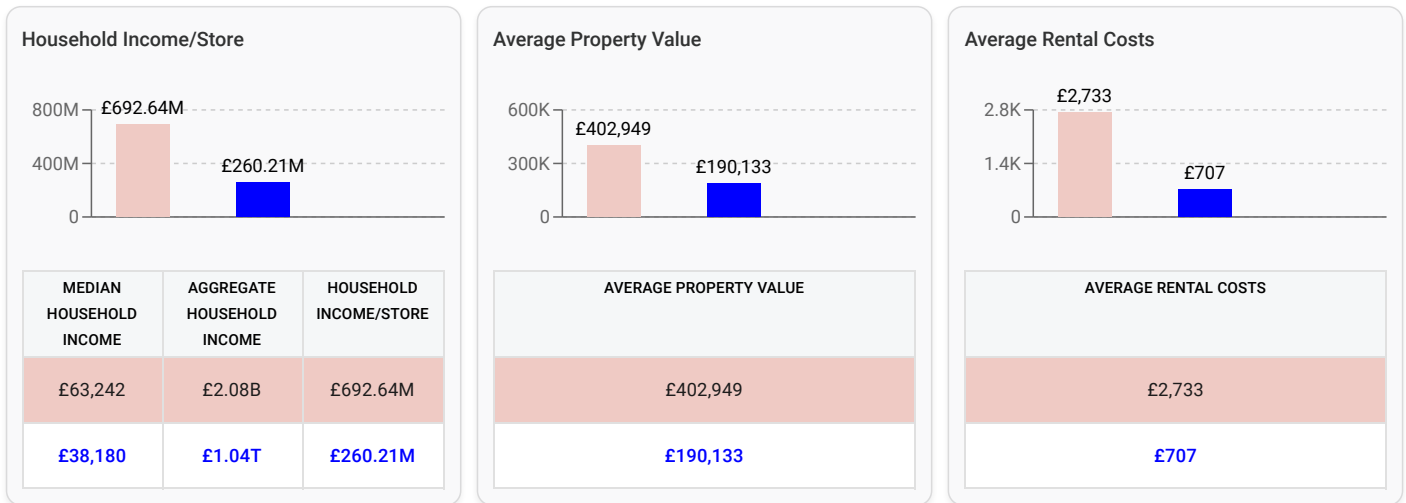 Household Income/Store
800M
£692.64M
400M
£260.21M
0
MEDIAN
HOUSEHOLD
INCOME
AGGREGATE
HOUSEHOLD
INCOME
HOUSEHOLD
INCOME/STORE
£63,242
£2.08B
£692.64M
£38,180
£1.04T
£260.21M
Average Property Value
600K
£402,949
300K
£190,133
0
AVERAGE PROPERTY VALUE
£402,949
£190,133
Average Rental Costs
£2,733
2.8K
1.4K
£707
0
AVERAGE RENTAL COSTS
£2,733
£707